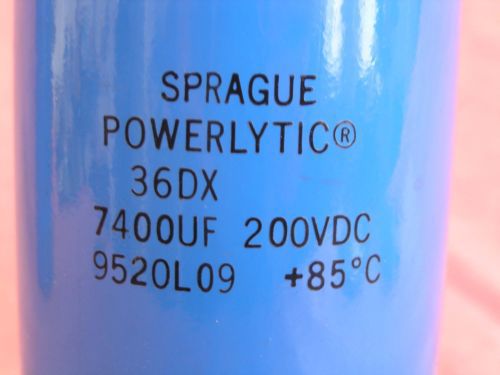 SPRAGUE
POWERLYTIC®
36DX
7400UF 200VDC
9520L09 +85°C